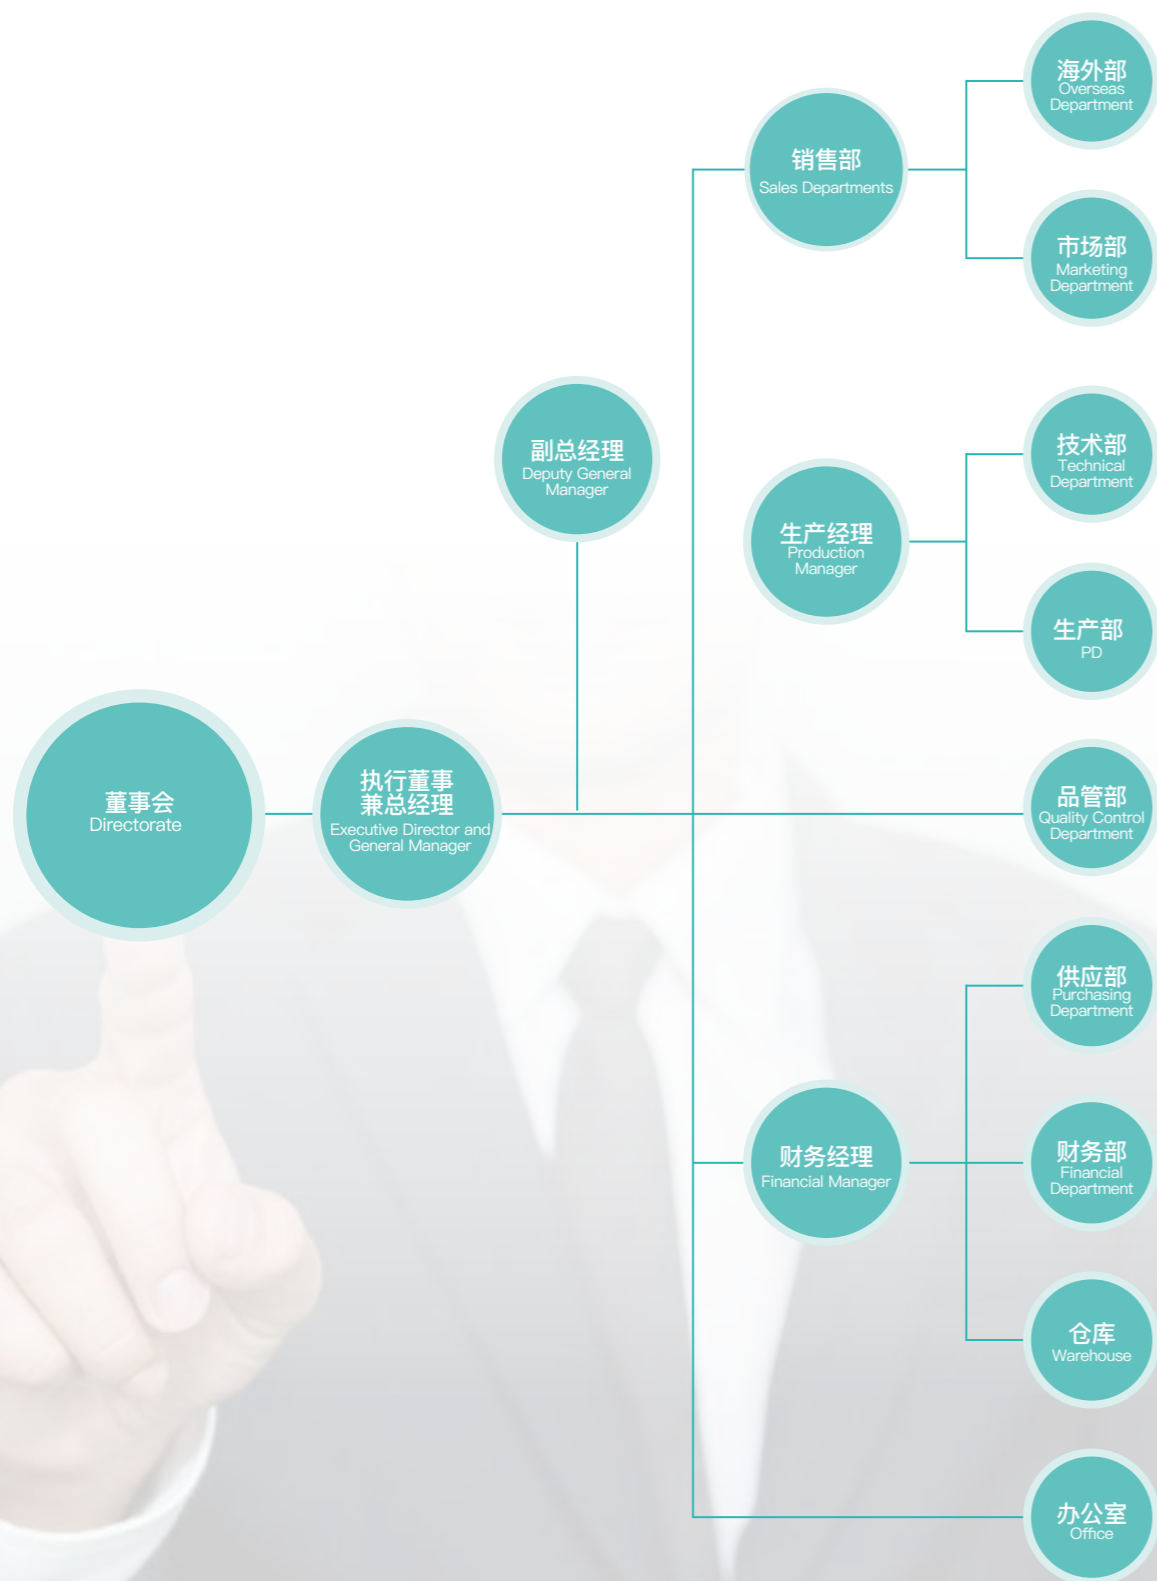 海外部
Overseas
Department
销售部
Sales Departments
市场部
Marketing
Department
副总经理
Deputy General
Manager
技术部
Technical
Department
生产经理
Production
Manager
生产部
PD
董事会
Directorate
执行董事
兼总经理
Executive Director and
General Manager
品管部
Quality Control
Department
供应部
Purchasing
Department
财务经理
Financial Manager
财务部
Financial
Department
仓库
Warehouse
办公室
Office